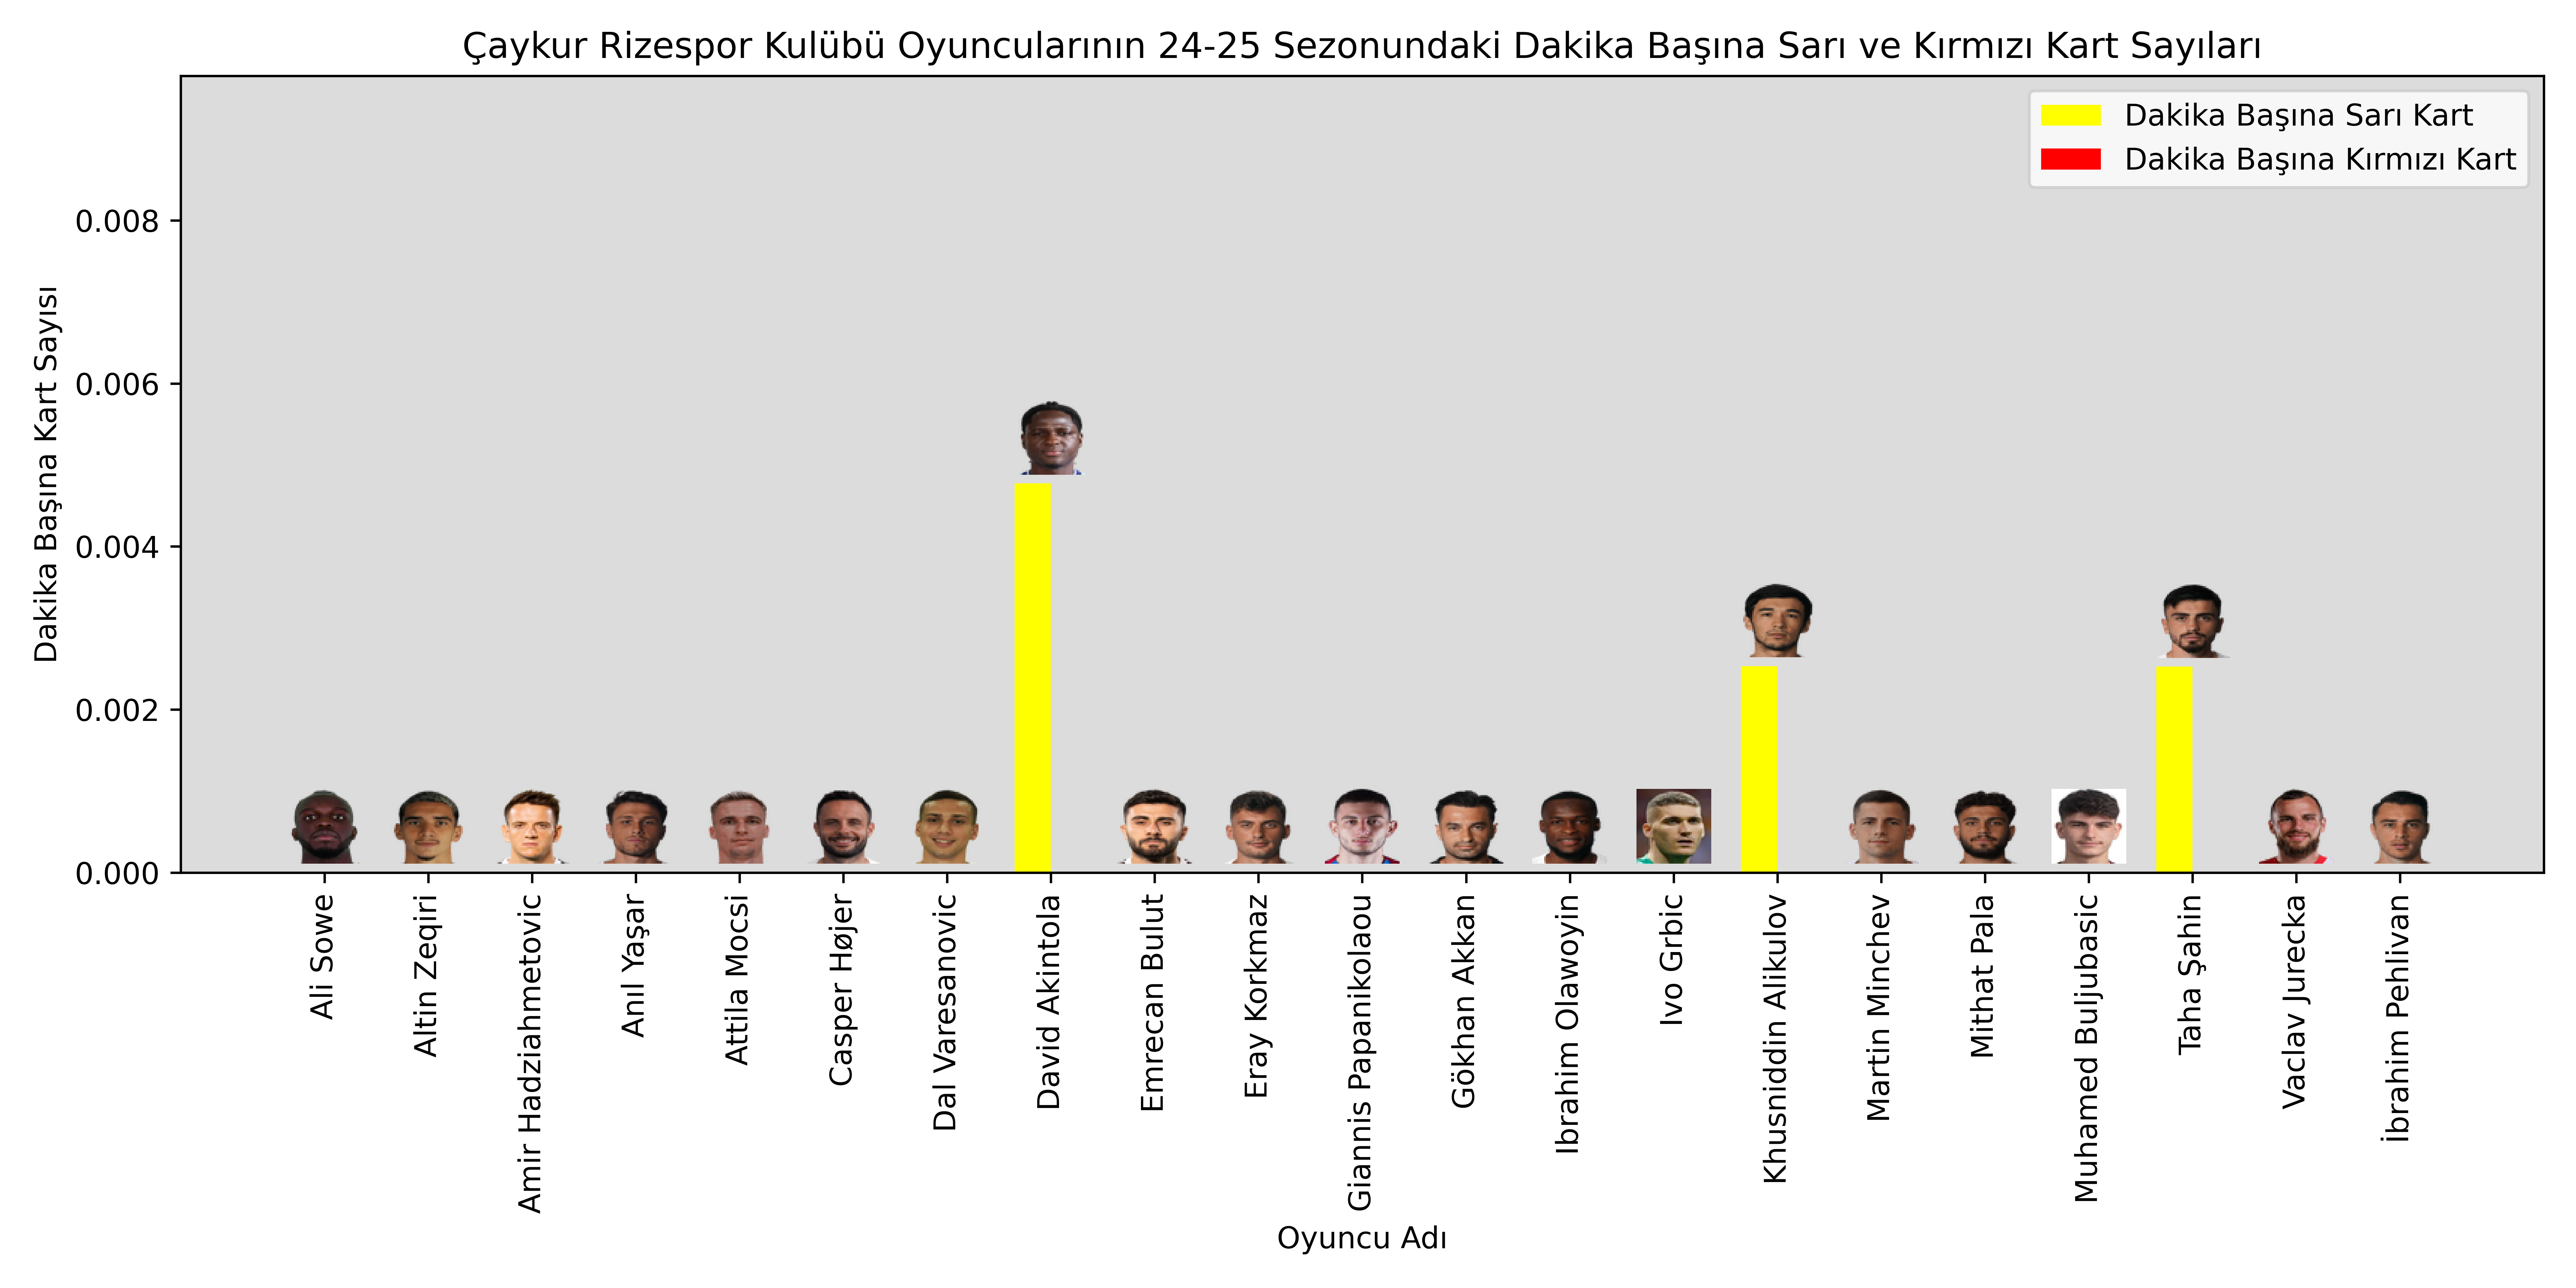 Çaykur Rizespor Kulübü Oyuncularının 24-25 Sezonundaki Dakika Başına Sarı ve Kırmızı Kart Sayıları
Dakika Başına Sarı Kart
Dakika Başına Kırmızı Kart
Dakika Başına Kart Sayısı
0.008
0.006
0.004
0.002
0.000
Ali Sowe
Altin Zeqiri
Amir Hadziahmetovic
Anıl Yaşar
Attila Mocsi
Casper Højer
Dal Varesanovic
David Akintola
Emrecan Bulut
Eray Korkmaz
Giannis Papanikolaou
Gökhan Akkan
Ibrahim Olawoyin
Ivo Grbic
Khusniddin Alikulov
Martin Minchev
Mithat Pala
Muhamed Buljubasic
Taha Şahin
Vaclav Jurecka
İbrahim Pehlivan
Oyuncu Adı